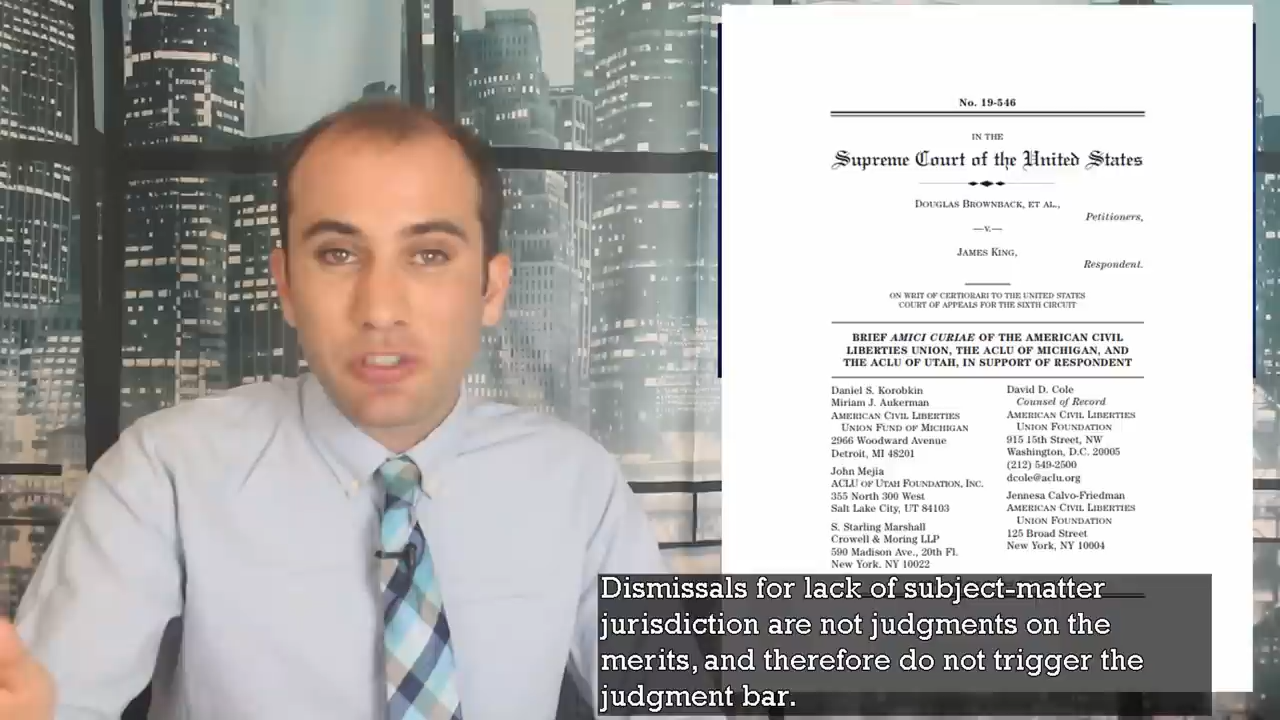 No. 19-546
IN THE
Supreme Court of the United States
DOUGLAS BROWNBACK, ET AL.,
Petitioners,
—v.—
JAMES KING,
Respondent.
ON WRIT OF CERTIORARI TO THE UNITED STATES
COURT OF APPEALS FOR THE SIXTH CIRCUIT
BRIEF AMICI CURIAE OF THE AMERICAN CIVIL
LIBERTIES UNION, THE ACLU OF MICHIGAN, AND
THE ACLU OF UTAH, IN SUPPORT OF RESPONDENT
Daniel S. Korobkin
Miriam J. Aukerman
AMERICAN CIVIL LIBERTIES
UNION FUND OF MICHIGAN
2966 Woodward Avenue
Detroit, MI 48201
John Mejia
ACLU OF UTAH FOUNDATION, INC.
355 North 300 West
Salt Lake City, UT 84103
S. Starling Marshall
Crowell & Moring LLP
590 Madison Ave., 20th Fl.
New York, NY 10022
David D. Cole
Counsel of Record
AMERICAN CIVIL LIBERTIES
UNION FOUNDATION
915 15th Street, NW
Washington, D.C. 20005
(212) 549-2500
dcole@aclu.org
Jennesa Calvo-Friedman
AMERICAN CIVIL LIBERTIES
UNION FOUNDATION
125 Broad Street
New York, NY 10004
Dismissals for lack of subject-matter
jurisdiction are not judgments on the
merits, and therefore do not trigger the
judgment bar.